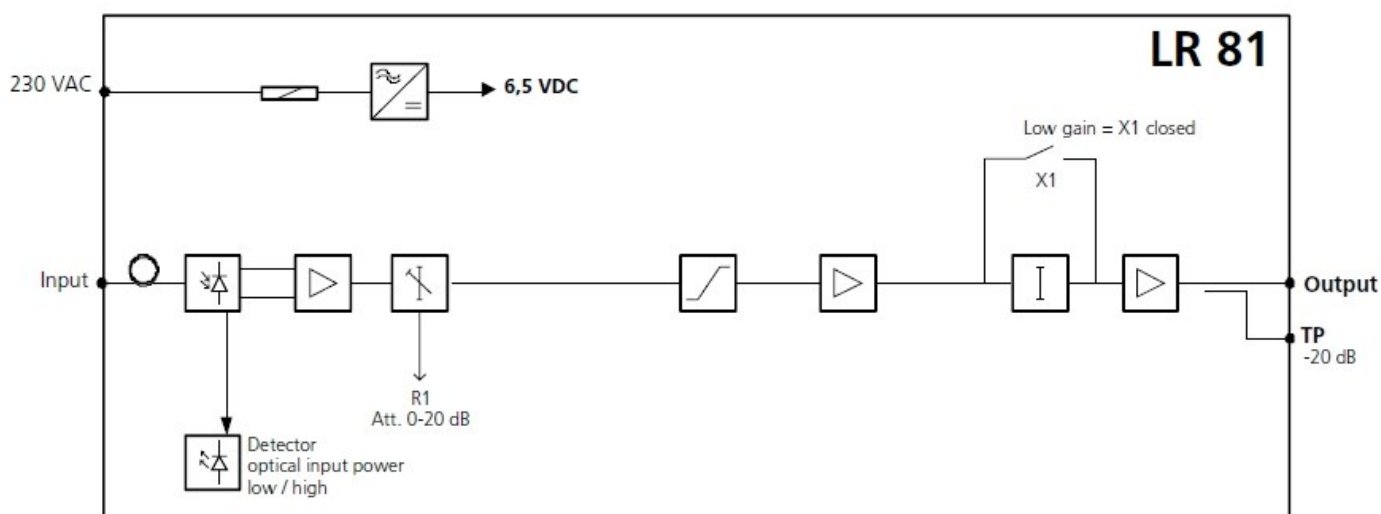 LR 81
230 VAC
6,5 VDC
Low gain = X1 closed
X1
Input
Output
TP
-20 dB
R1
Att. 0-20 dB
Detector
optical input power
low / high